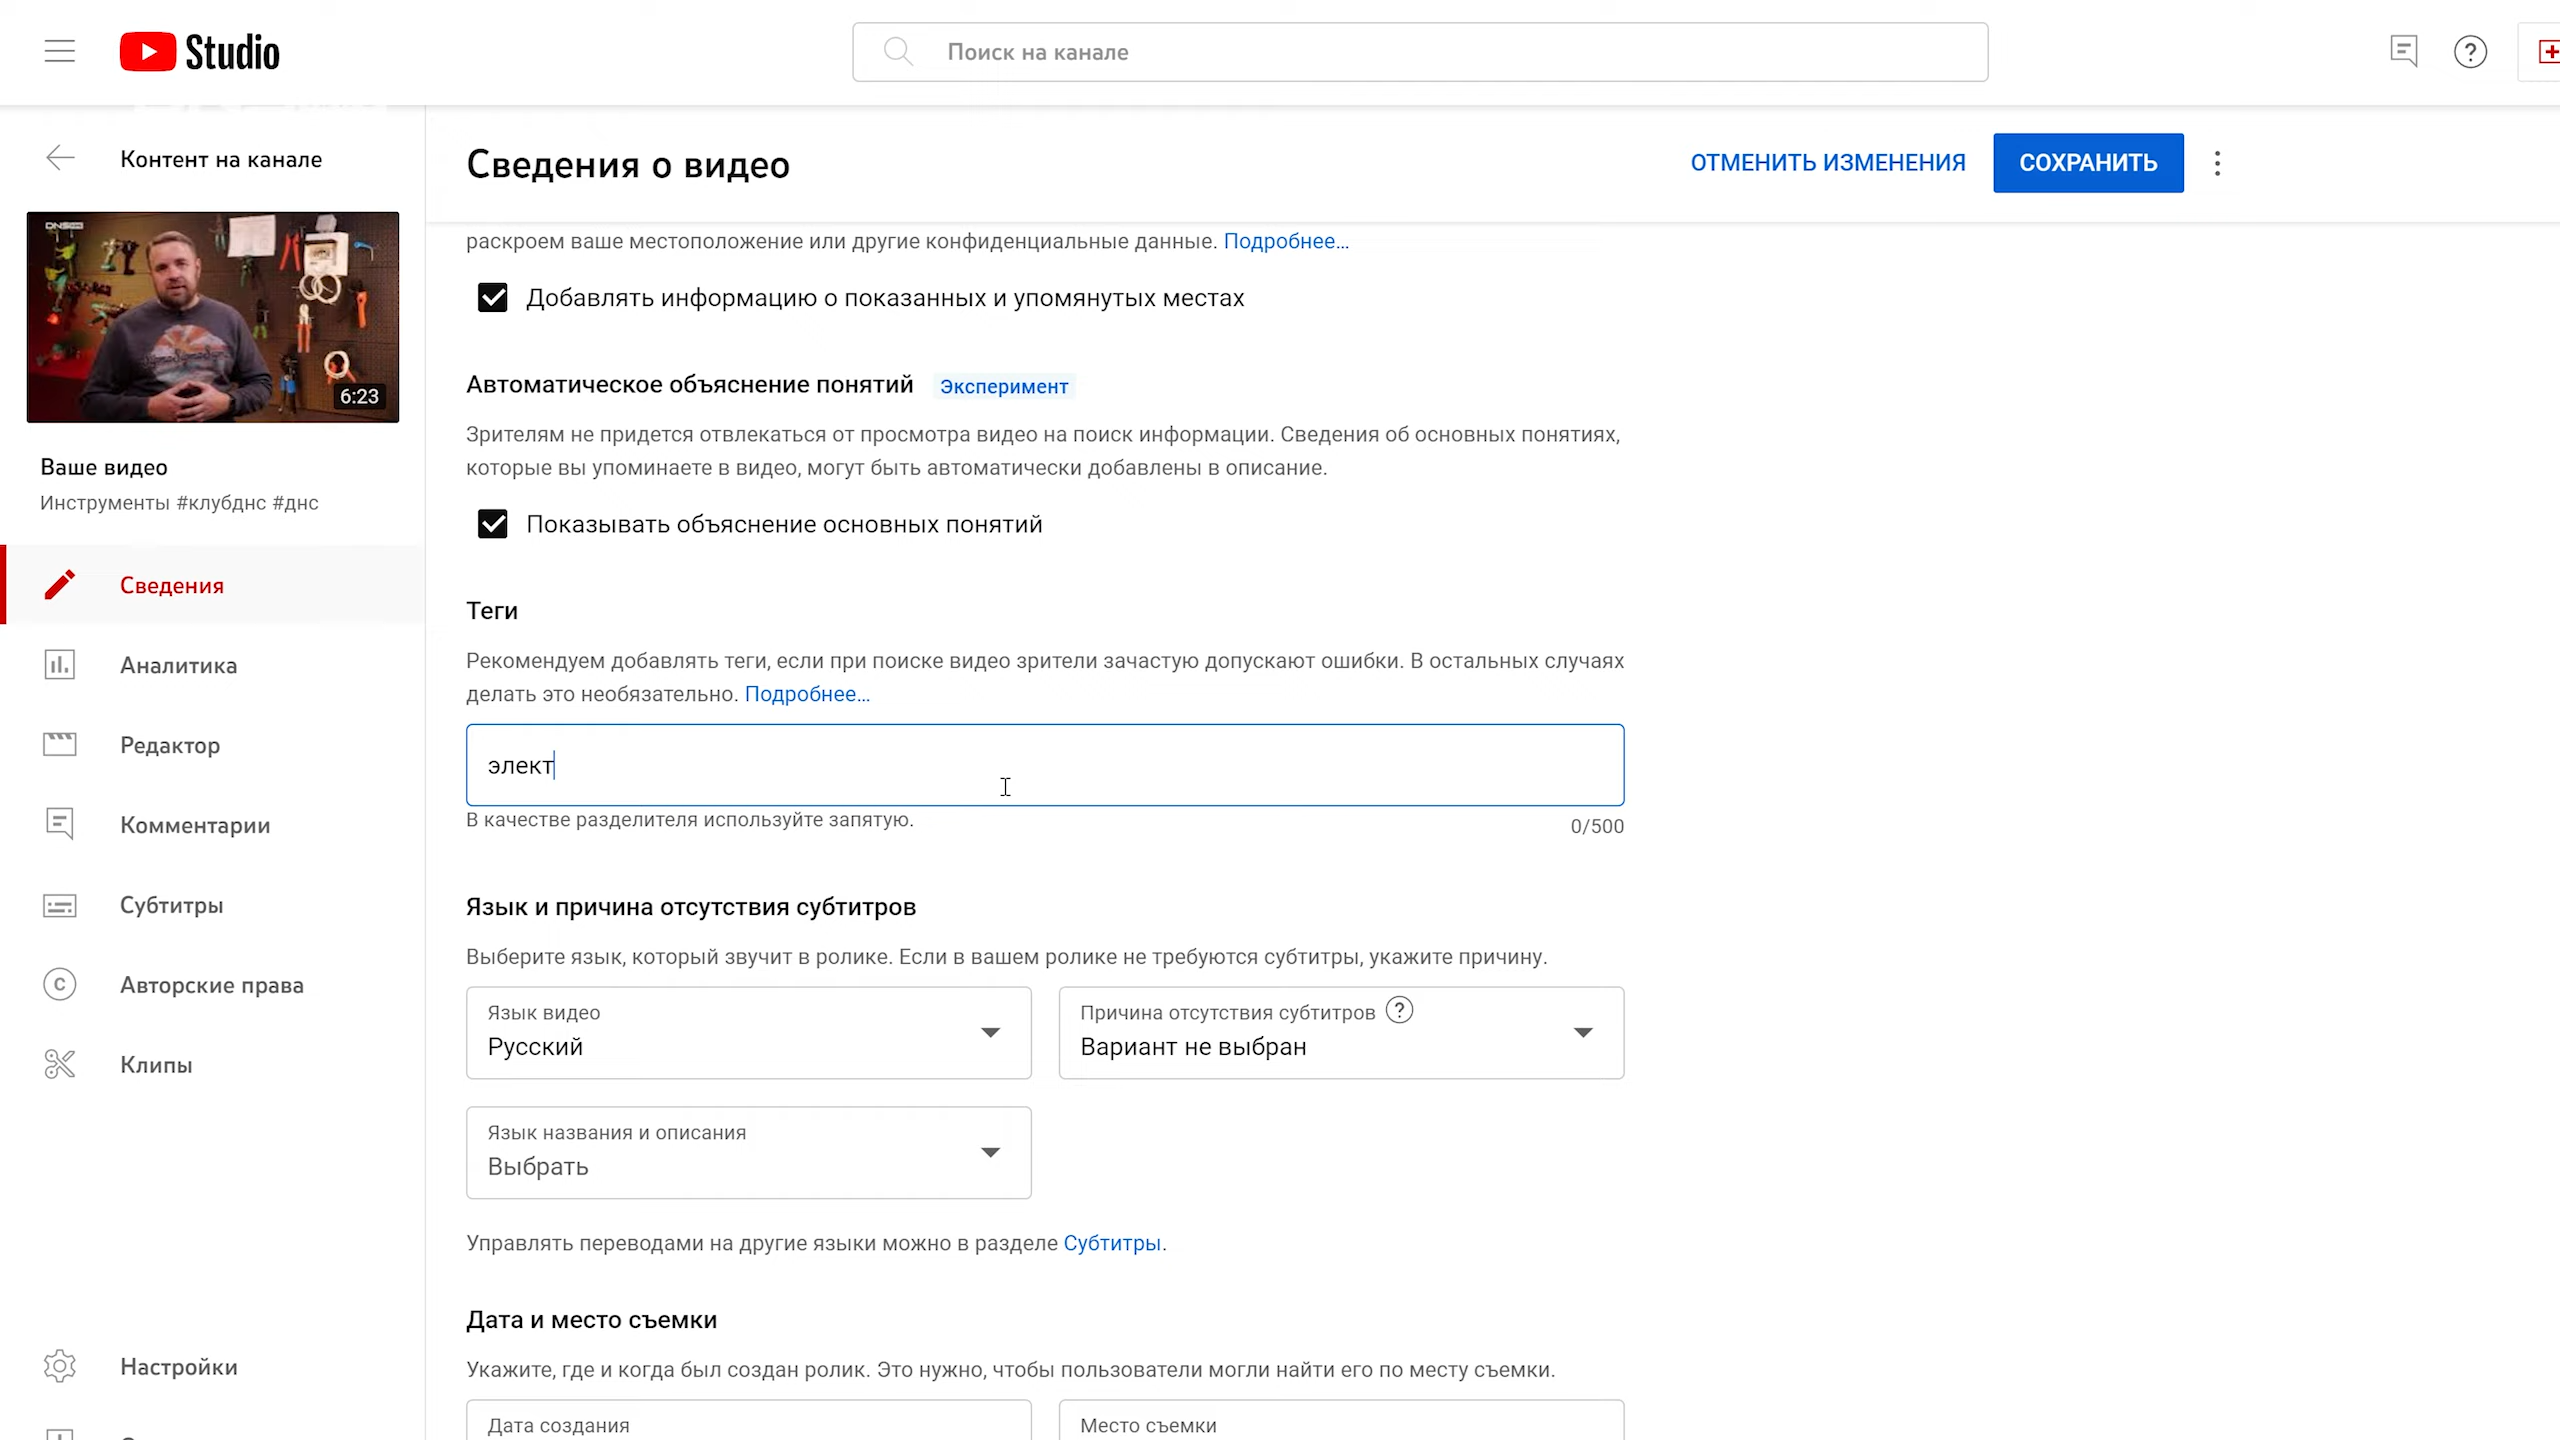 Studio
Поиск на канале
Контент на канале
Сведения о видео
ОТМЕНИТЬ ИЗМЕНЕНИЯ
СОХРАНИТЬ
раскроем ваше местоположение или другие конфиденциальные данные. Подробнее…
Добавлять информацию о показанных и упомянутых местах
6:23
Ваше видео
Инструменты #клубднс #днс
Автоматическое объяснение понятий Эксперимент
Зрителям не придется отвлекаться от просмотра видео на поиск информации. Сведения об основных понятиях,
которые вы упоминаете в видео, могут быть автоматически добавлены в описание.
Показывать объяснение основных понятий
Сведения
Аналитика
Редактор
Комментарии
Субтитры
Авторские права
Клипы
Настройки
Теги
Рекомендуем добавлять теги, если при поиске видео зрители зачастую допускают ошибки. В остальных случаях
делать это необязательно. Подробнее…
элект
В качестве разделителя используйте запятую.
0/500
Язык и причина отсутствия субтитров
Выберите язык, который звучит в ролике. Если в вашем ролике не требуются субтитры, укажите причину.
Язык видео
Русский
Причина отсутствия субтитров
Вариант не выбран
Язык названия и описания
Выбрать
Управлять переводами на другие языки можно в разделе Субтитры.
Дата и место съемки
Укажите, где и когда был создан ролик. Это нужно, чтобы пользователи могли найти его по месту съемки.
Дата создания
Место съемки